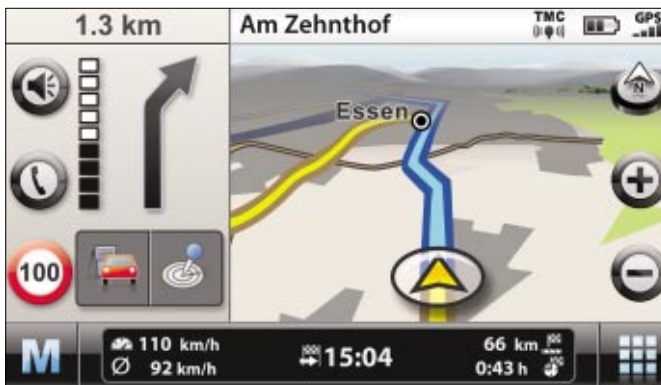 1.3 km
Am Zehnthof
TMC
GPS
N
Essen
100
M
110 km/h
Ø 92 km/h
15:04
66 km
0:43 h